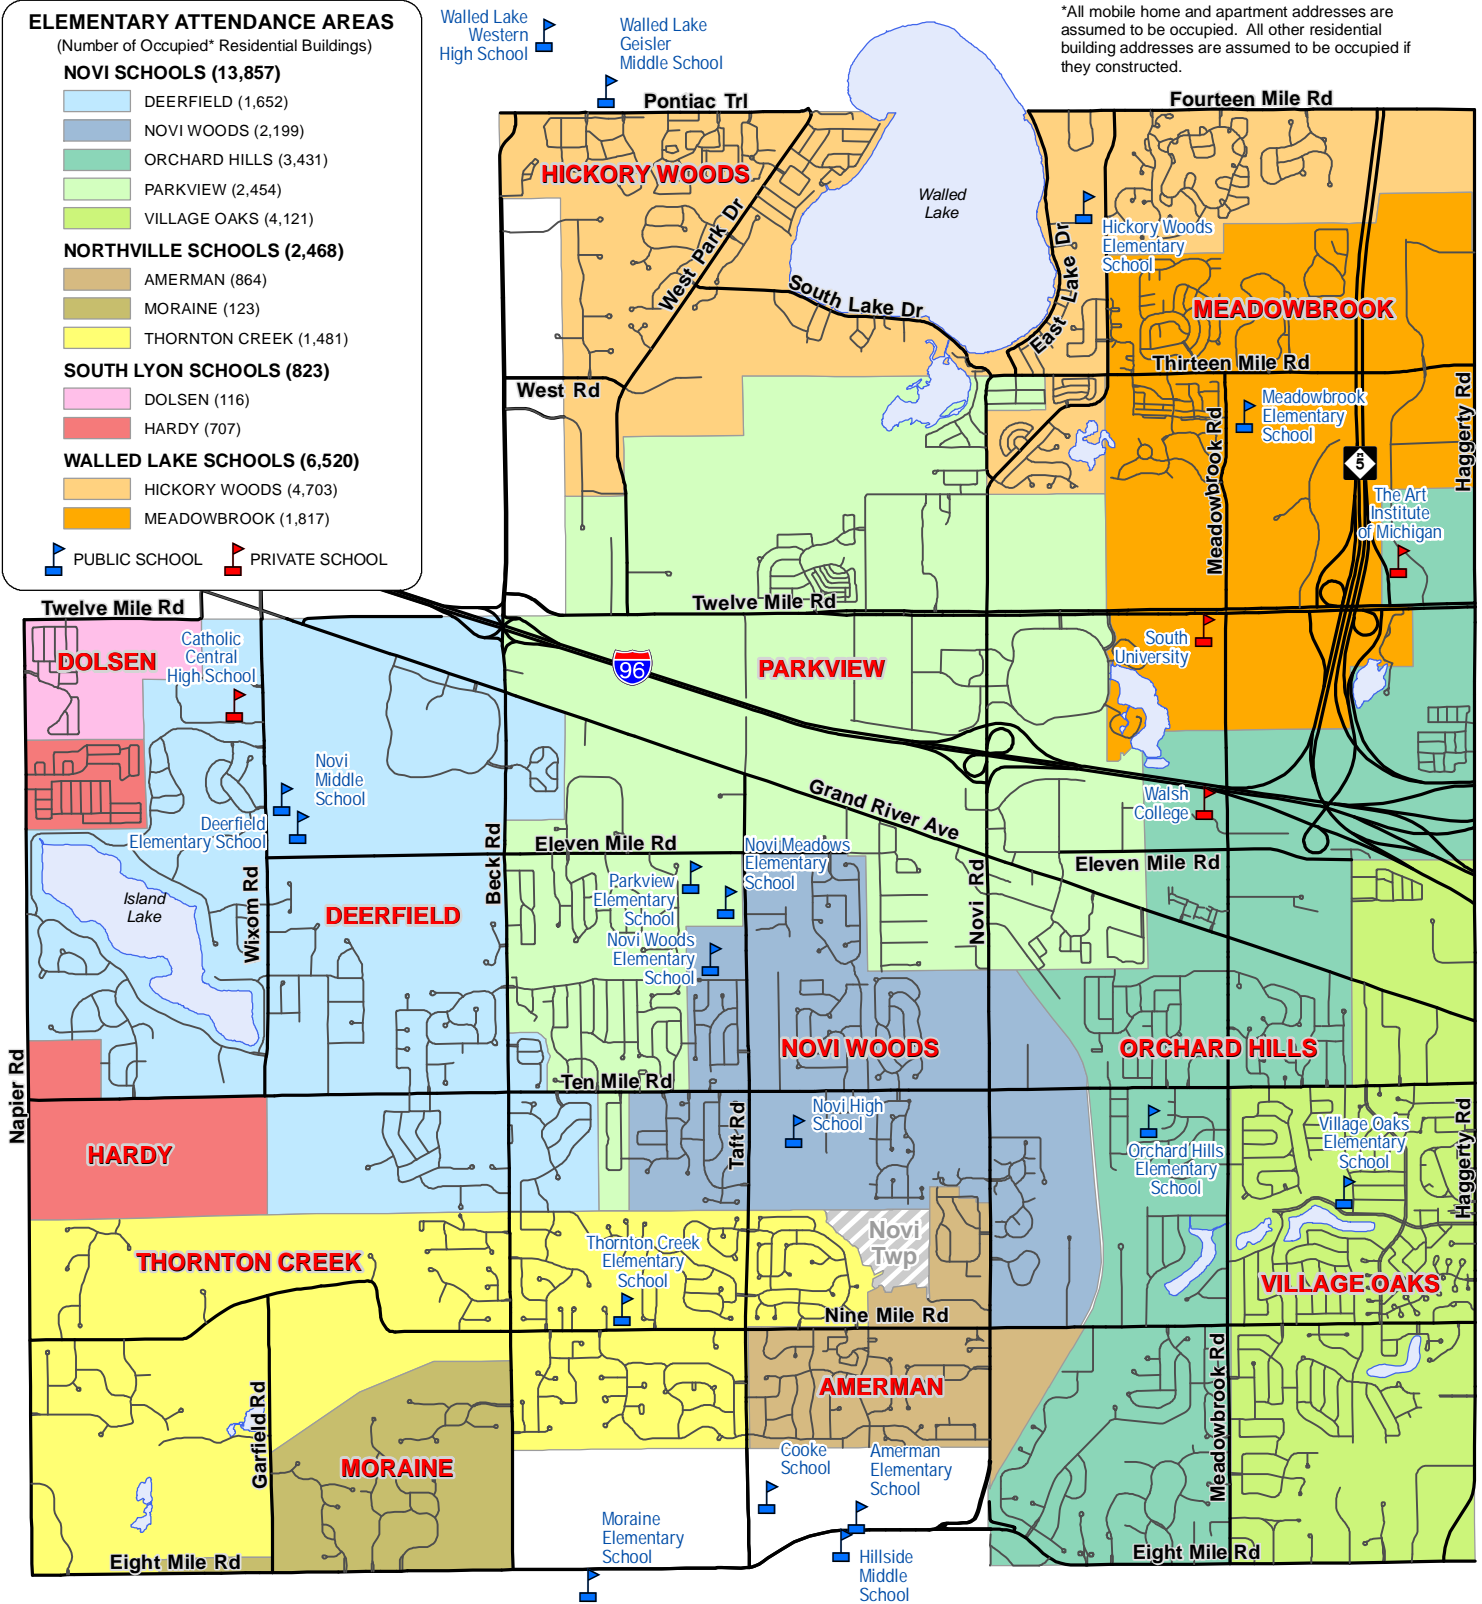 ELEMENTARY ATTENDANCE AREAS
(Number of Occupied* Residential Buildings)
NOVI SCHOOLS (13,857)
DEERFIELD (1,652)
NOVI WOODS (2,199)
ORCHARD HILLS (3,431)
PARKVIEW (2,454)
VILLAGE OAKS (4,121)
NORTHVILLE SCHOOLS (2,468)
AMERMAN (864)
MORAINE (123)
THORNTON CREEK (1,481)
SOUTH LYON SCHOOLS (823)
DOLSEN (116)
HARDY (707)
WALLED LAKE SCHOOLS (6,520)
HICKORY WOODS (4,703)
MEADOWBROOK (1,817)
PUBLIC SCHOOL
PRIVATE SCHOOL
*All mobile home and apartment addresses are
assumed to be occupied. All other residential
building addresses are assumed to be occupied if
they constructed.
Walled Lake
Western
High School
Walled Lake
Geisler
Middle School
Pontiac Trl
Fourteen Mile Rd
HICKORY WOODS
Walled
Lake
West Park Dr
South Lake Dr
East Lake Dr
Hickory Woods
Elementary
School
MEADOWBROOK
Thirteen Mile Rd
West Rd
Meadowbrook
Elementary
School
Meadowbrook Rd
Haggerty Rd
M
5
The Art
Institute
of Michigan
Twelve Mile Rd
Twelve Mile Rd
DOLSEN
Catholic
Central
High School
96
PARKVIEW
South
University
Novi
Middle
School
Deerfield
Elementary School
Grand River Ave
Walsh
College
Eleven Mile Rd
Eleven Mile Rd
Beck Rd
Novi Meadows
Elementary
School
Parkview
Elementary
School
Novi Rd
Island
Lake
Wixom Rd
DEERFIELD
Novi Woods
Elementary
School
NOVI WOODS
ORCHARD HILLS
Napier Rd
Ten Mile Rd
HARDY
Taft Rd
Novi High
School
Orchard Hills
Elementary
School
Village Oaks
Elementary
School
Haggerty Rd
THORNTON CREEK
Thornton Creek
Elementary
School
Novi
Twp
VILLAGE OAKS
Nine Mile Rd
Garfield Rd
AMERMAN
Meadowbrook Rd
MORAINE
Cooke
School
Amerman
Elementary
School
Moraine
Elementary
School
Hillside
Middle
School
Eight Mile Rd
Eight Mile Rd